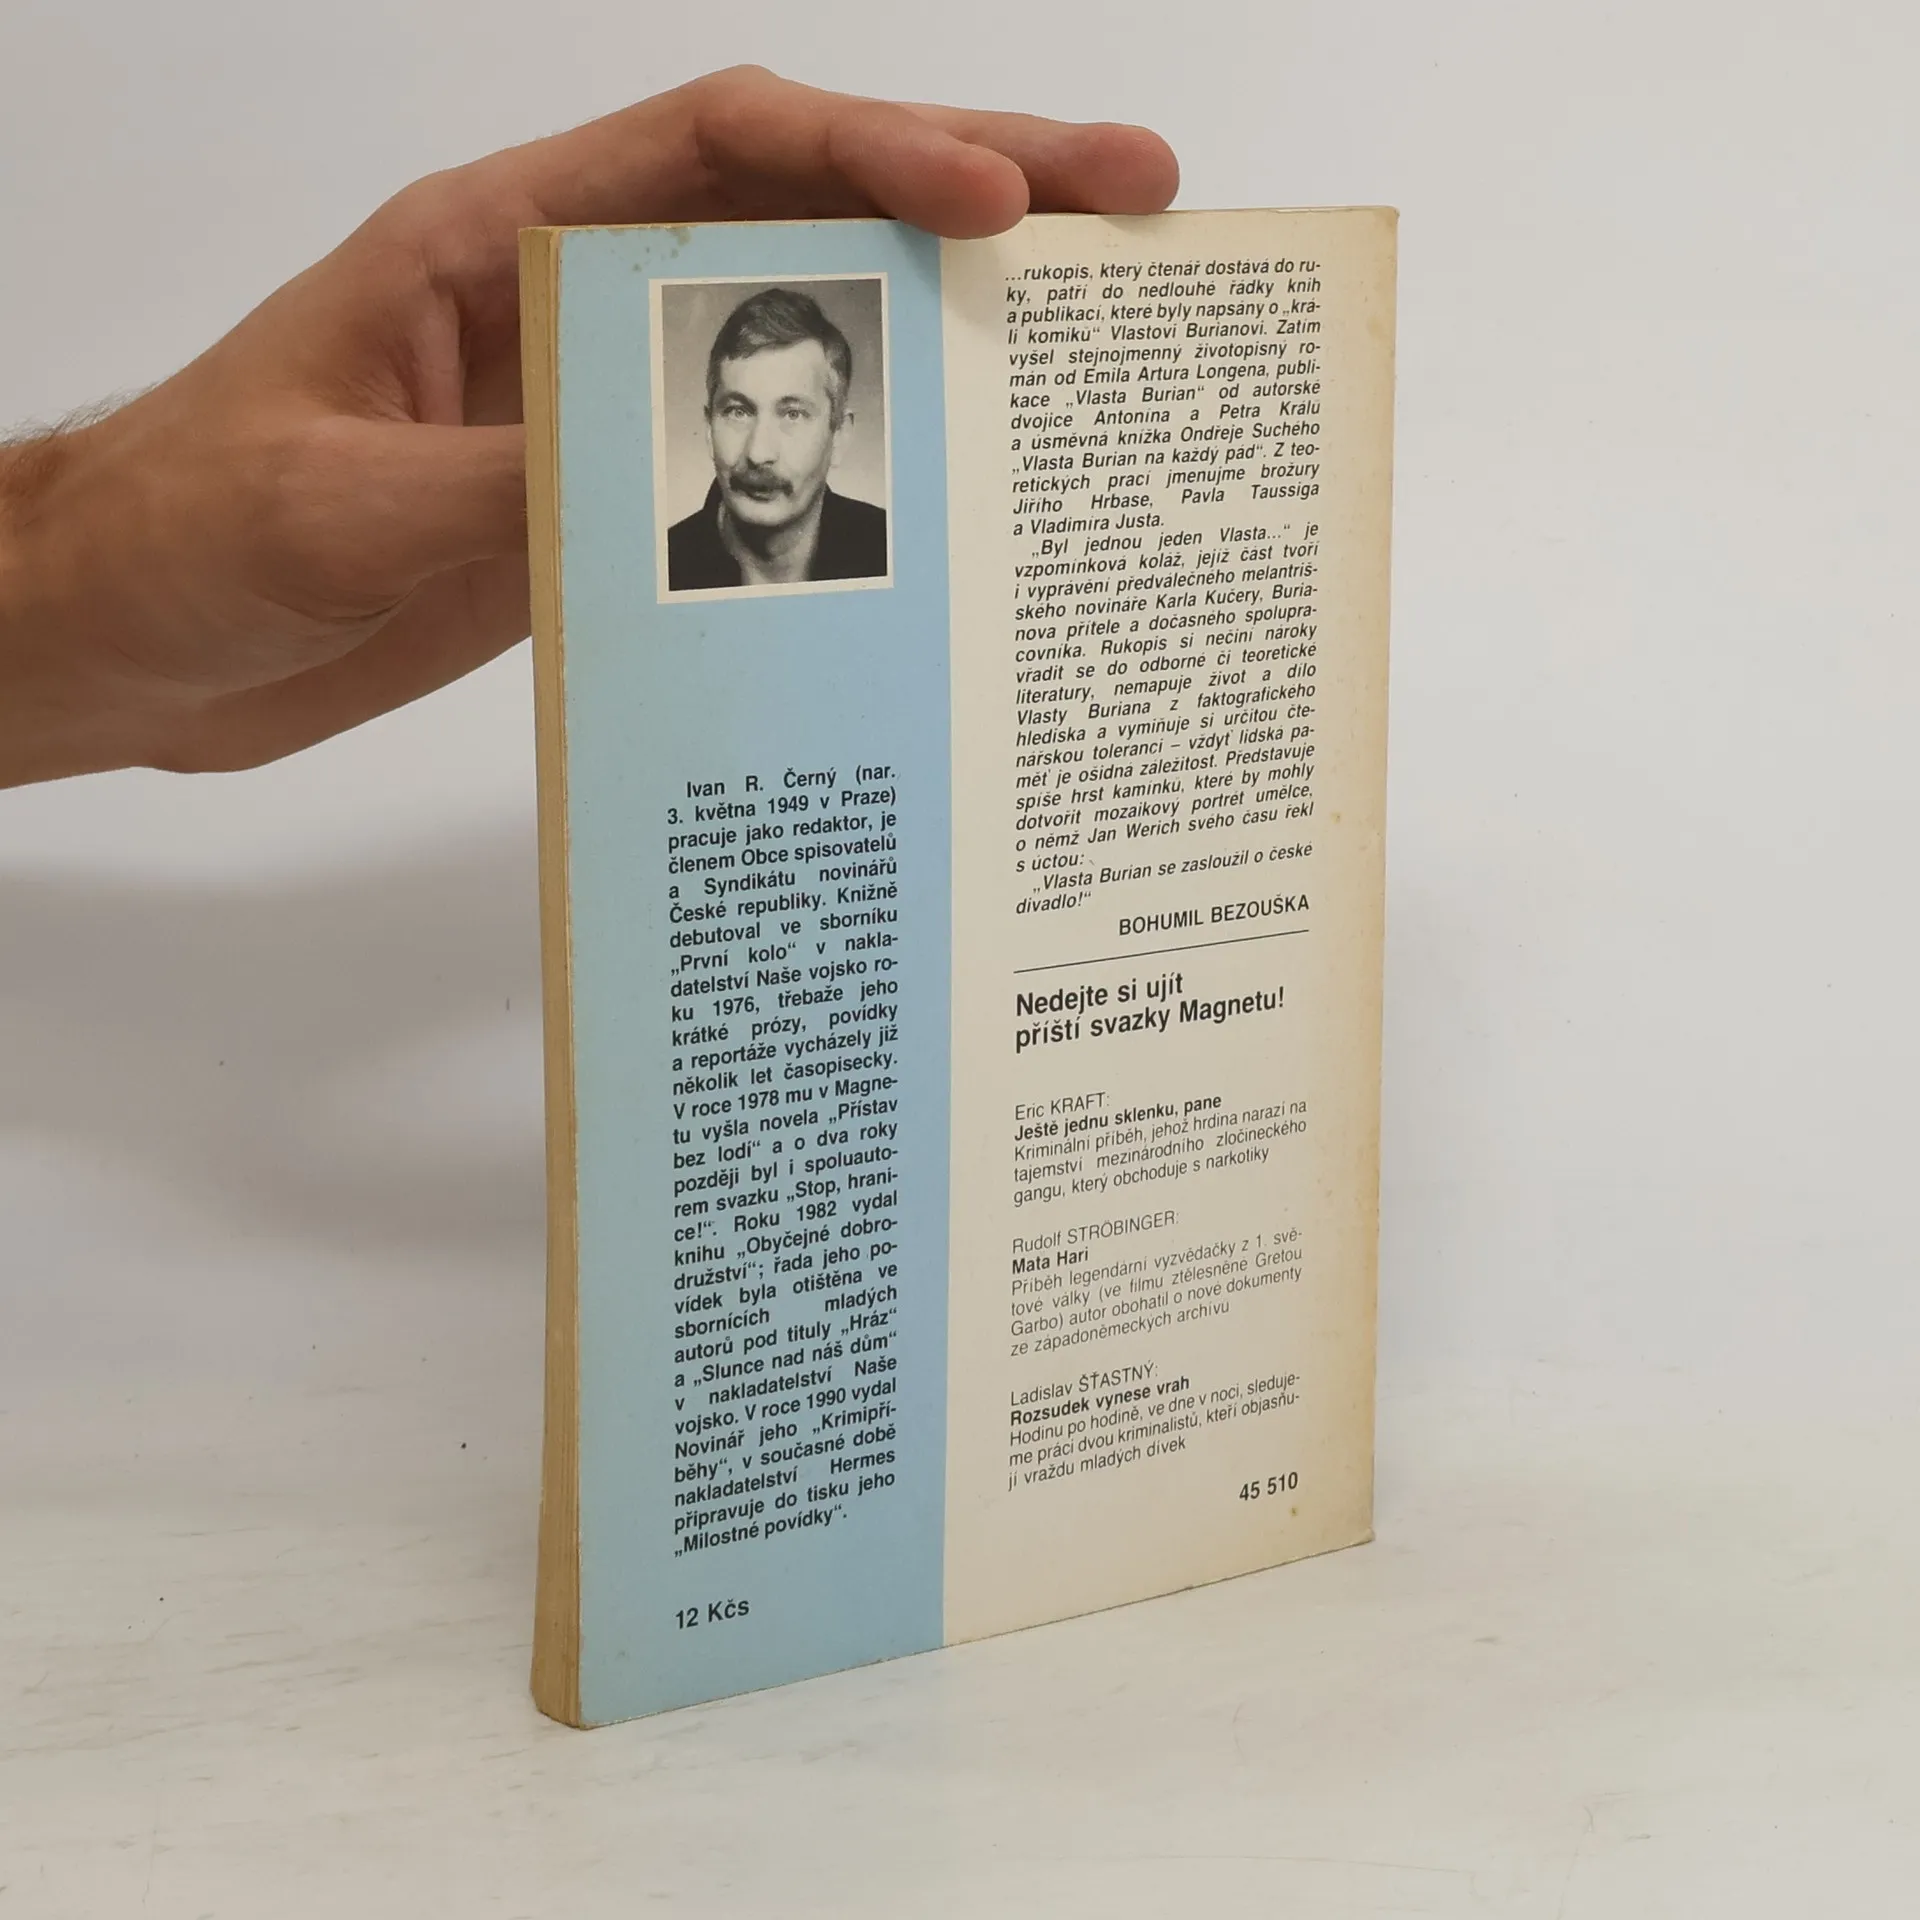 Ivan R. Černý (nar.
3. května 1949 v Praze)
pracuje jako redaktor, je
členem Obce spisovatelů
a Syndikátu novinářů
České republiky. Knižně
debutoval ve sborníku
„První kolo“ v nakla-
datelství Naše vojsko ro-
ku 1976, třebaže jeho
krátké prózy, povídky
a reportáže vycházely již
několik let časopisecky.
V roce 1978 mu v Magne-
tu vyšla novela „Přístav
bez lodí“ a o dva roky
později byl i spoluauto-
rem svazku „Stop, hrani-
ce!“. Roku 1982 vydal
knihu „Obyčejné dobro-
družství“; řada jeho po-
vídek byla otištěna ve
sbornících mladých
autorů pod tituly „Hráz“
a „Slunce nad náš dům“
v nakladatelství Naše
vojsko. V roce 1990 vydal
Novinář jeho „Krimipří-
běhy“, v současné době
nakladatelství Hermes
připravuje do tisku jeho
„Milostné povídky“.
12 Kčs
...rukopis, který čtenář dostává do ru-
ky, patří do nedlouhé řádky knih
a publikací, které byly napsány o „krá-
li komiků“ Vlastovi Burianovi. Zatím
vyšel stejnojmenný životopisný ro-
mán od Emila Artura Longena, publi-
kace „Vlasta Burian“ od autorské
dvojice Antonína a Petra Králů
a úsměvná knížka Ondřeje Suchého
„Vlasta Burian na každý pád“. Z teo-
retických prací jmenujme brožury
Jiřího Hrbase, Pavla Taussiga
a Vladimíra Justa.
„Byl jednou jeden Vlasta...“ je
vzpomínková koláž, jejíž část tvoří
i vyprávění předválečného melantriš-
ského novináře Karla Kučery, Buria-
nova přítele a dočasného spolupra-
covníka. Rukopis si nečiní nároky
vřadit se do odborné či teoretické
literatury, nemapuje život a dílo
Vlasty Buriana z faktografického
hlediska a vymiňuje si určitou čte-
nářskou toleranci – vždyť lidská pa-
měť je ošidná záležitost. Představuje
spíše hrst kamínků, které by mohly
dotvořit mozaikový portrét umělce,
o němž Jan Werich svého času řekl
s úctou:
„Vlasta Burian se zasloužil o české
divadlo!“
BOHUMIL BEZOUŠKA
Nedejte si ujít
příští svazky Magnetu!
Eric KRAFT:
Ještě jednu sklenku, pane
Kriminální příběh, jehož hrdina narazí na
tajemství mezinárodního zločineckého
gangu, který obchoduje s narkotiky
Rudolf STRÖBINGER:
Mata Hari
Příběh legendární vyzvědačky z 1. svě-
tové války (ve filmu ztělesněné Gretou
Garbo) autor obohatil o nové dokumenty
ze západoněmeckých archivů
Ladislav ŠŤASTNÝ:
Rozsudek vynese vrah
Hodinu po hodině, ve dne v noci, sleduje-
me práci dvou kriminalistů, kteří objasňu-
jí vraždu mladých dívek
45 510